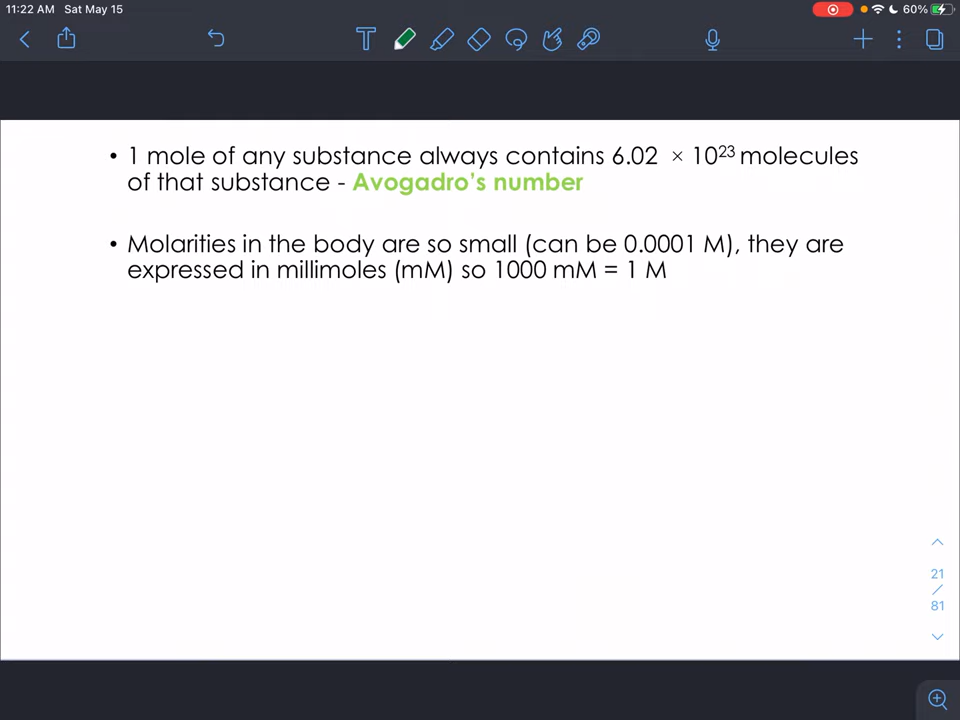 11:22 AM Sat May 15
60%
T
• 1 mole of any substance always contains 6.02 × 10²³ molecules
of that substance - Avogadro's number
• Molarities in the body are so small (can be 0.0001 M), they are
expressed in millimoles (mM) so 1000 mM = 1 M
21
/
81